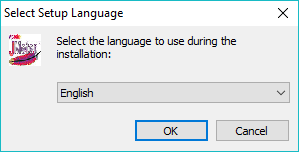 Select Setup Language
Select the language to use during the
installation:
English
OK
Cancel